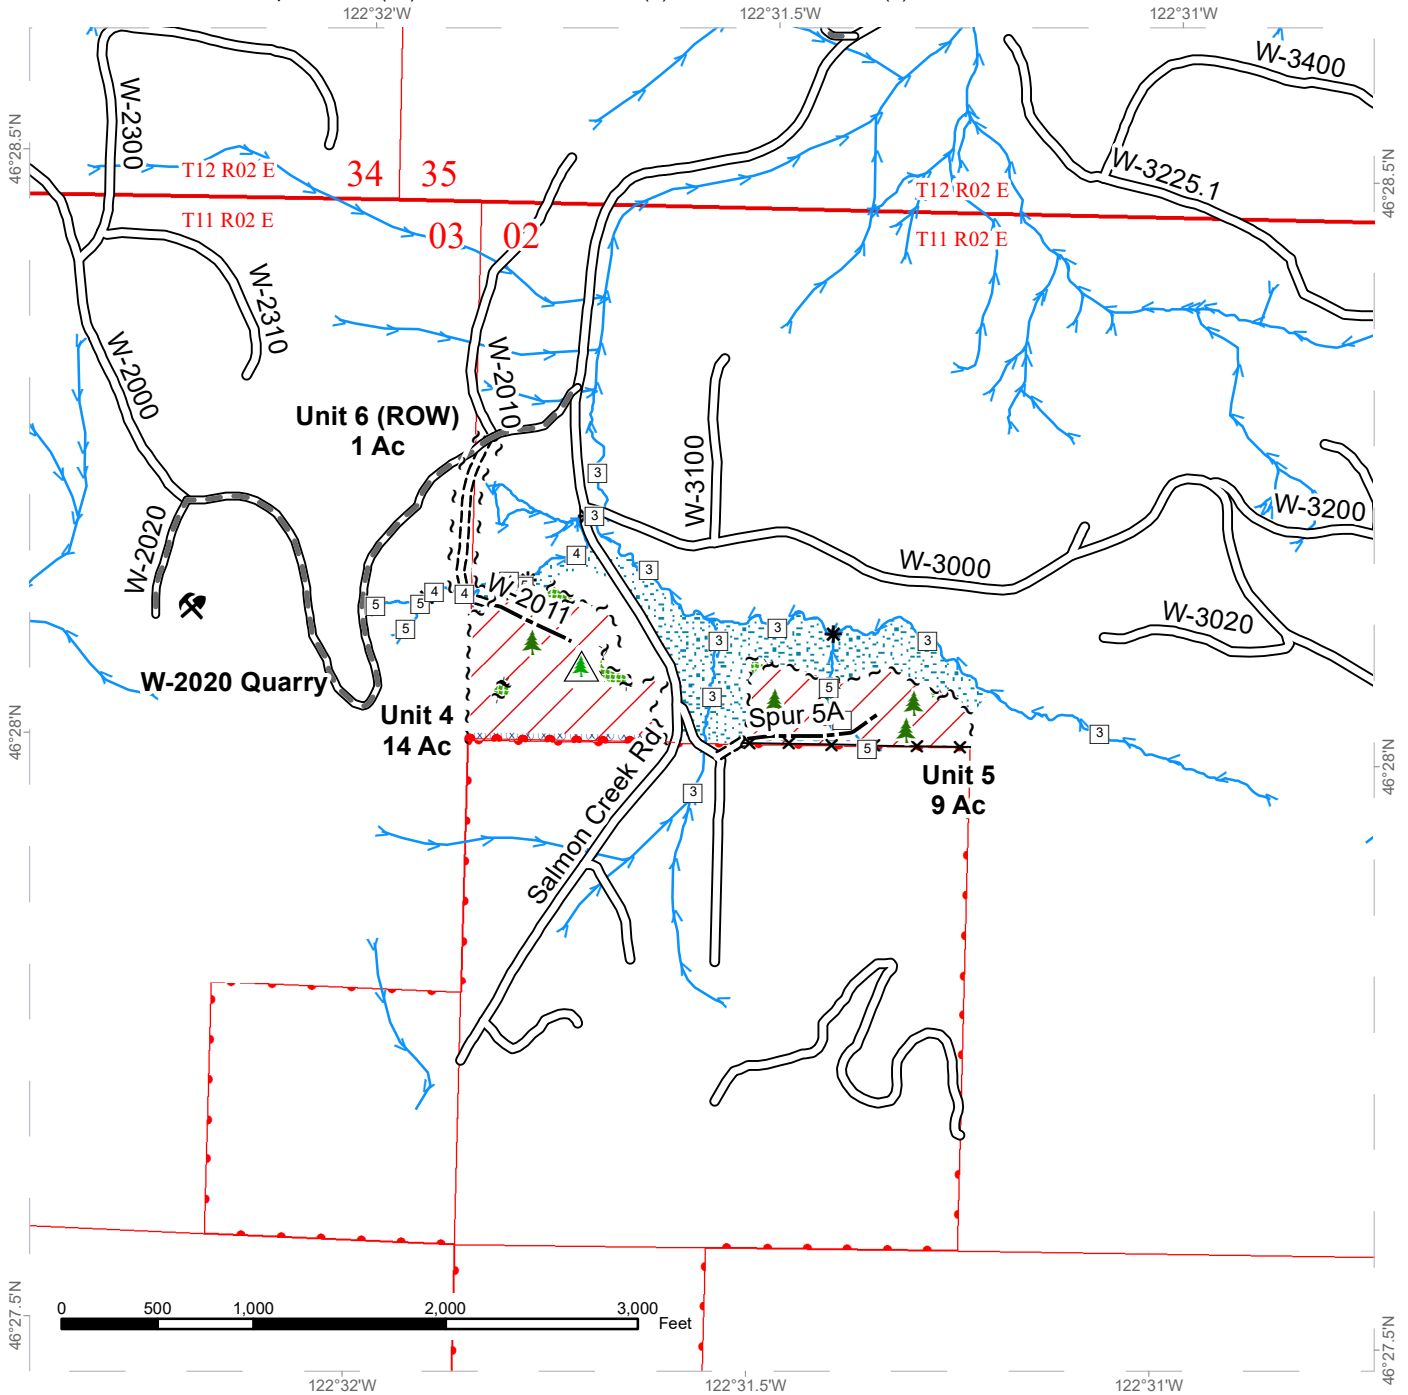 122°32'W
122°31.5'W
122°31'W
46°28.5'N
46°28.5'N
W-2300
W-3400
T12 R02 E
34
35
T12 R02 E
W-3225.1
T11 R02 E
03
02
T11 R02 E
W-2310
W-2000
W-2010
Unit 6 (ROW)
1 Ac
W-3100
3
3
W-3200
W-2020
4
3
W-3000
W-2011
4
4
5
5
5
3
3
3
W-3020
W-2020 Quarry
5
3
Unit 4
14 Ac
Spur 5A
46°28'N
46°28'N
5
3
Unit 5
9 Ac
3
Salmon Creek Rd
0
500
1,000
2,000
3,000
Feet
46°27.5'N
46°27.5'N
122°32'W
122°31.5'W
122°31'W